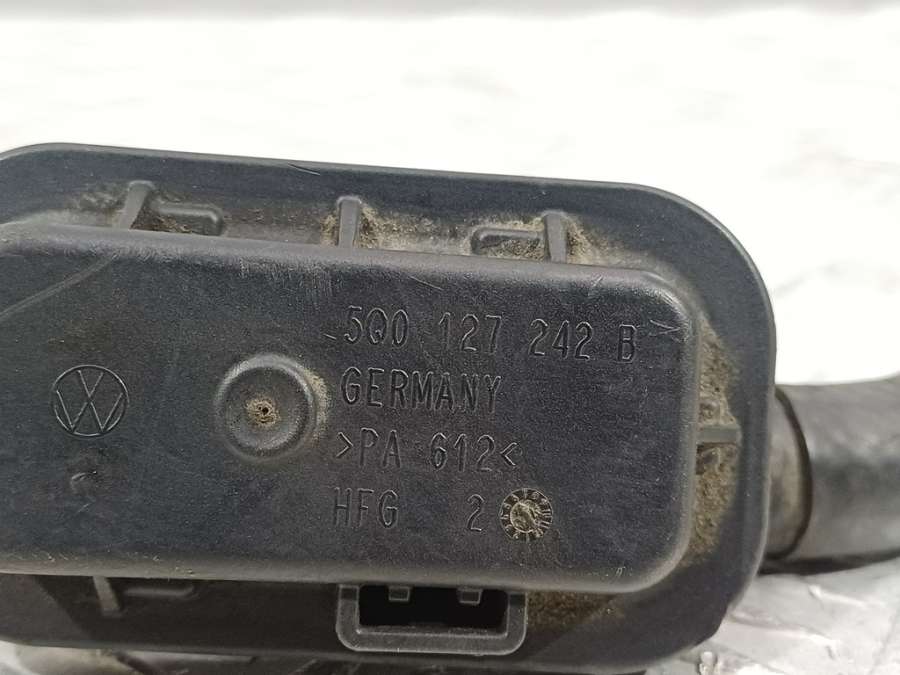 5Q0 127 242 B
GERMANY
>PA 612<
HFG 2